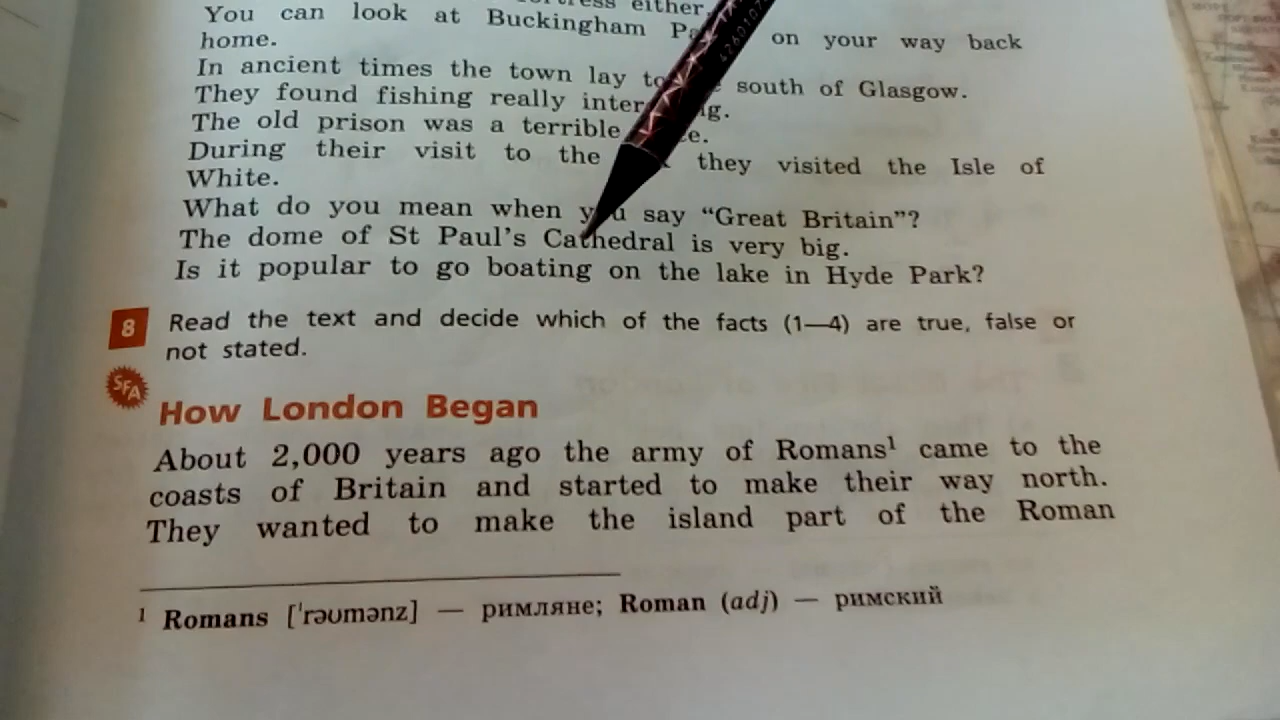 either.
You can look at Buckingham on your way back
home.
In ancient times the town lay south of Glasgow.
They found fishing really
The old prison was a terrible
During their visit to the they visited the Isle of
White.
What do you mean when you say “Great Britain”?
The dome of St Paul’s Cathedral is very big.
Is it popular to go boating on the lake in Hyde Park?
8 Read the text and decide which of the facts (1—4) are true, false or
not stated.
SFA
How London Began
About 2,000 years ago the army of Romans¹ came to the
coasts of Britain and started to make their way north.
They wanted to make the island part of the Roman
¹ Romans [ˈrəʊmənz] — римляне; Roman (adj) — римский